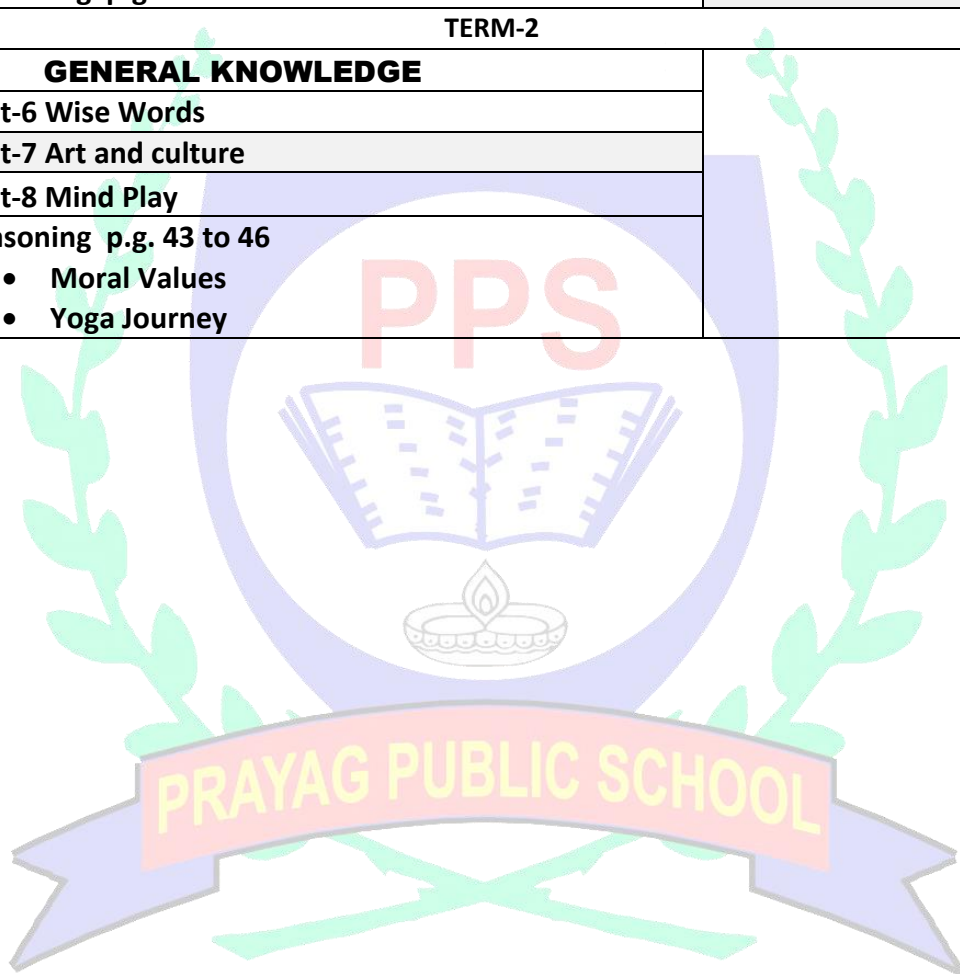 TERM-2
GENERAL KNOWLEDGE
t-6 Wise Words
t-7 Art and culture
t-8 Mind Play
soning p.g. 43 to 46
• Moral Values
• Yoga Journey
PPS
PRAYAG PUBLIC SCHOOL